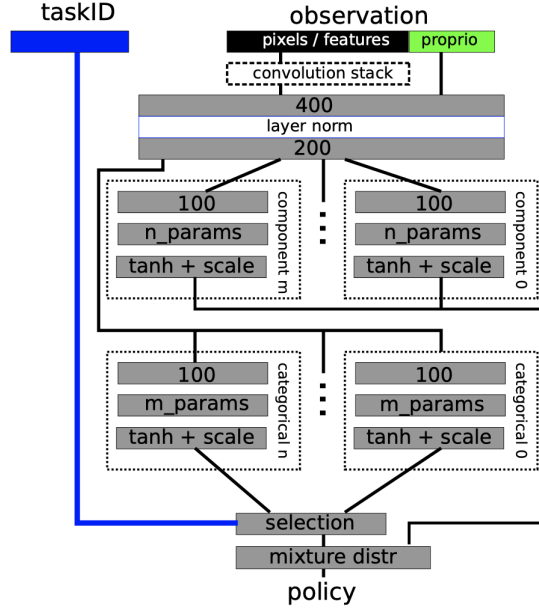 taskID
observation
pixels / features
proprio
convolution stack
400
layer norm
200
100
n_params
tanh + scale
component m
100
n_params
tanh + scale
component 0
100
m_params
tanh + scale
categorical n
100
m_params
tanh + scale
categorical 0
selection
mixture distr
policy